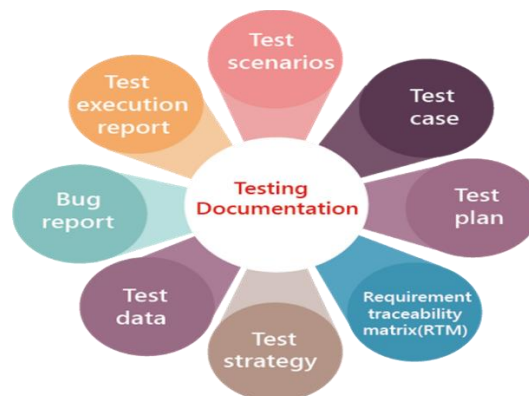 Test
scenarios
Test
case
Test
plan
Requirement
traceability
matrix(RTM)
Test
strategy
Test
data
Bug
report
Test
execution
report
Testing
Documentation